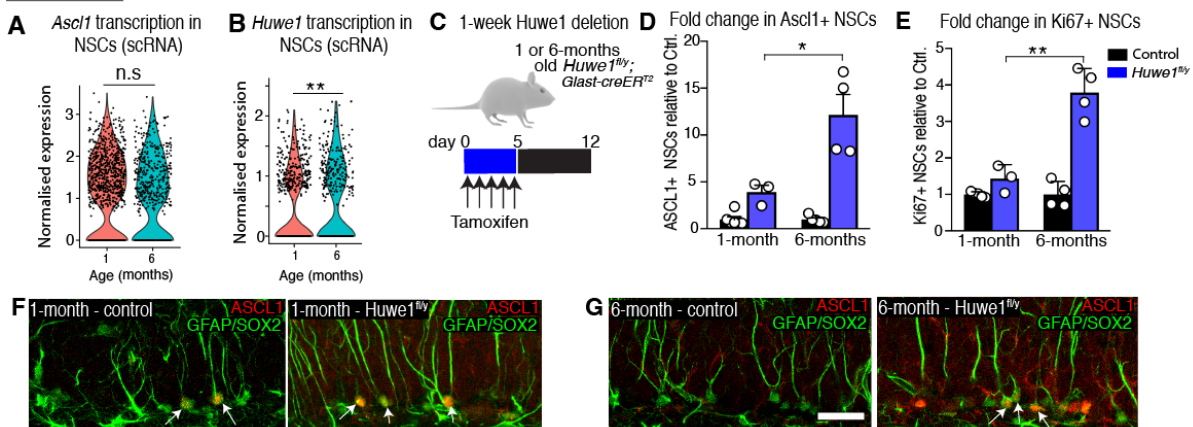 A
Ascl1 transcription in
NSCs (scRNA)
n.s
Normalised expression
3
2
1
0
1
6
Age (months)
B
Huwe1 transcription in
NSCs (scRNA)
**
Normalised expression
2
1
0
1
6
Age (months)
C
1-week Huwe1 deletion
1 or 6-months
old Huwe1fl/y;
Glast-creERT2
day 0
5
12
Tamoxifen
D
Fold change in Ascl1+ NSCs
*
ASCL1+ NSCs relative to Ctrl.
20
15
10
5
0
1-month
6-months
E
Fold change in Ki67+ NSCs
**
Ki67+ NSCs relative to Ctrl.
5
4
3
2
1
0
1-month
6-months
Control
Huwe1fl/y
F
1-month - control
ASCL1
GFAP/SOX2
1-month - Huwe1fl/y
ASCL1
GFAP/SOX2
G
6-month - control
ASCL1
GFAP/SOX2
6-month - Huwe1fl/y
ASCL1
GFAP/SOX2